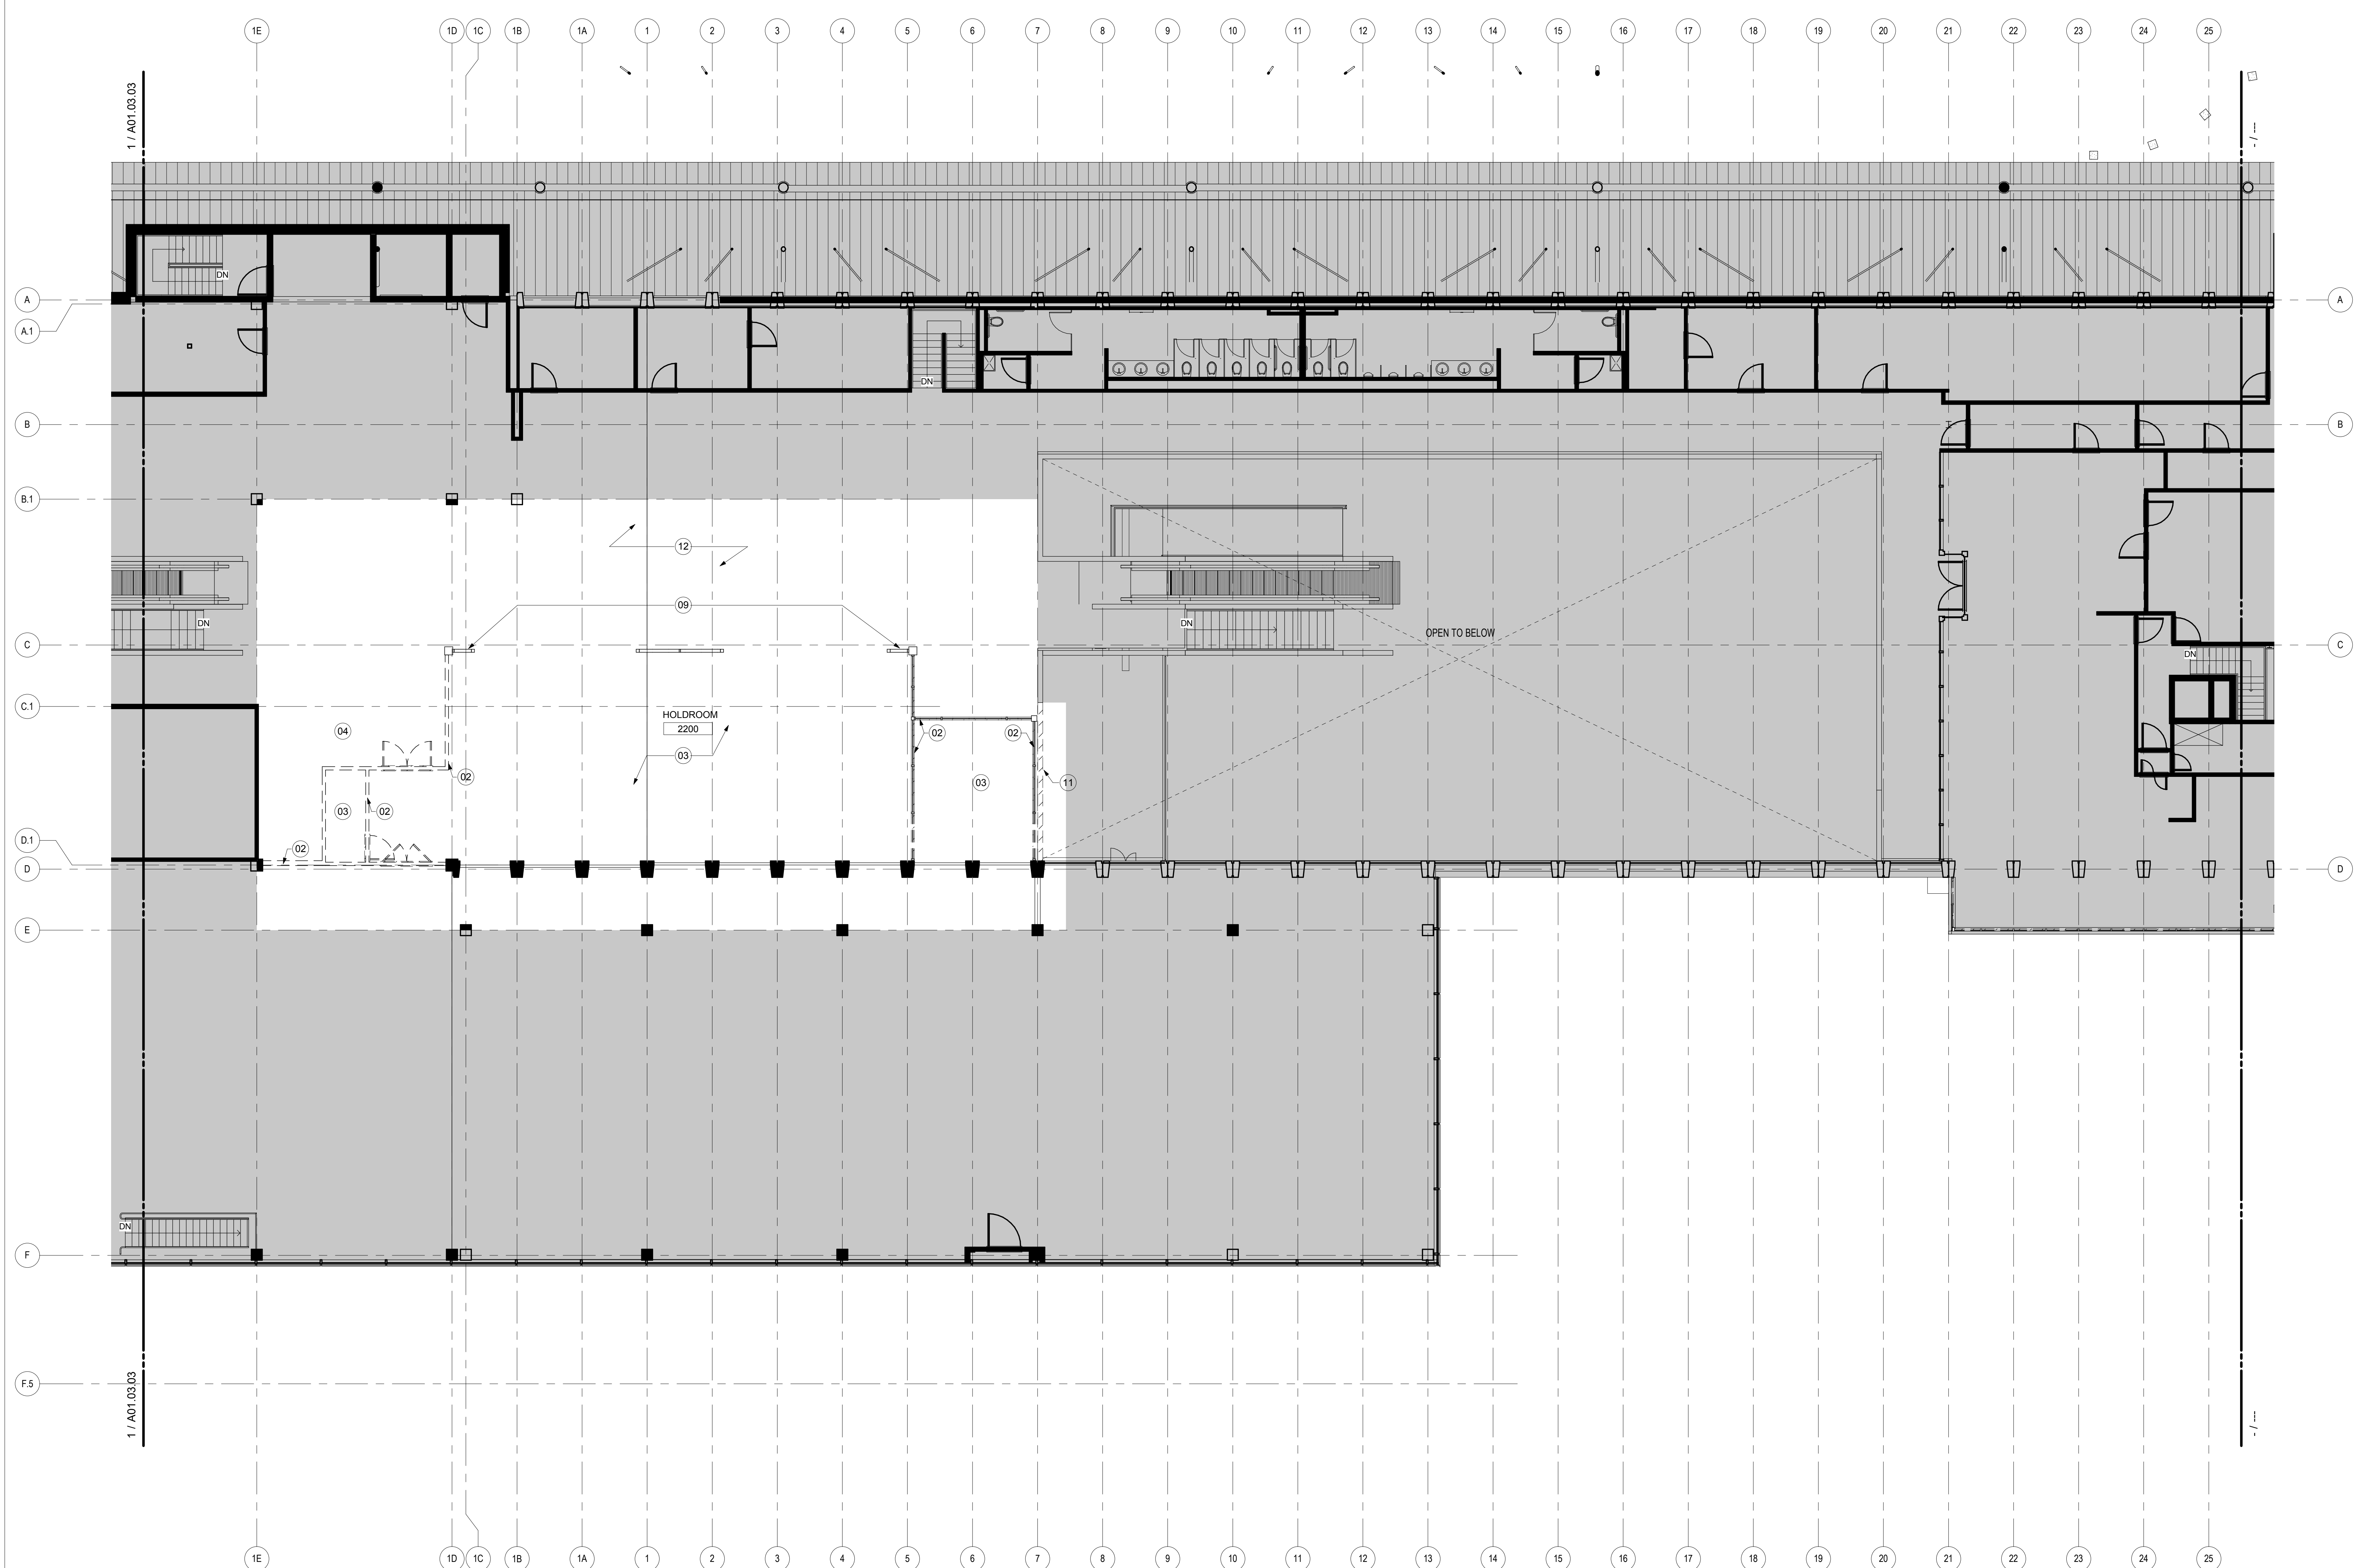 1E 1D 1C 1B 1A 1 2 3 4 5 6 7 8 9 10 11 12 13 14 15 16 17 18 19 20 21 22 23 24 25
1 / A01.03.03
- / ---
DN
A
A
A.1
DN
B
B
B.1
12
09
DN
DN
OPEN TO BELOW
C
C
DN
C.1
HOLDROOM
2200
04
02
02
03
02
03
11
03
02
D.1
02
D
D
E
DN
F
F.5
1 / A01.03.03
- / ---
1E 1D 1C 1B 1A 1 2 3 4 5 6 7 8 9 10 11 12 13 14 15 16 17 18 19 20 21 22 23 24 25